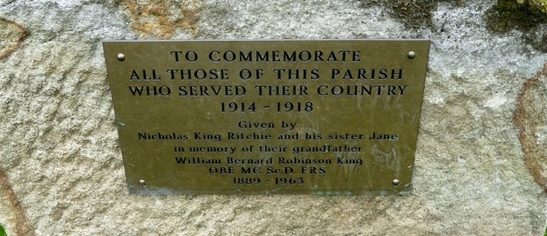 TO COMMEMORATE
ALL THOSE OF THIS PARISH
WHO SERVED THEIR COUNTRY
1914 - 1918
Given by
Nicholas King Ritchie and his sister Jane
in memory of their grandfather
William Bernard Robinson King
OBE MC Sc D FRS
1889 - 1963